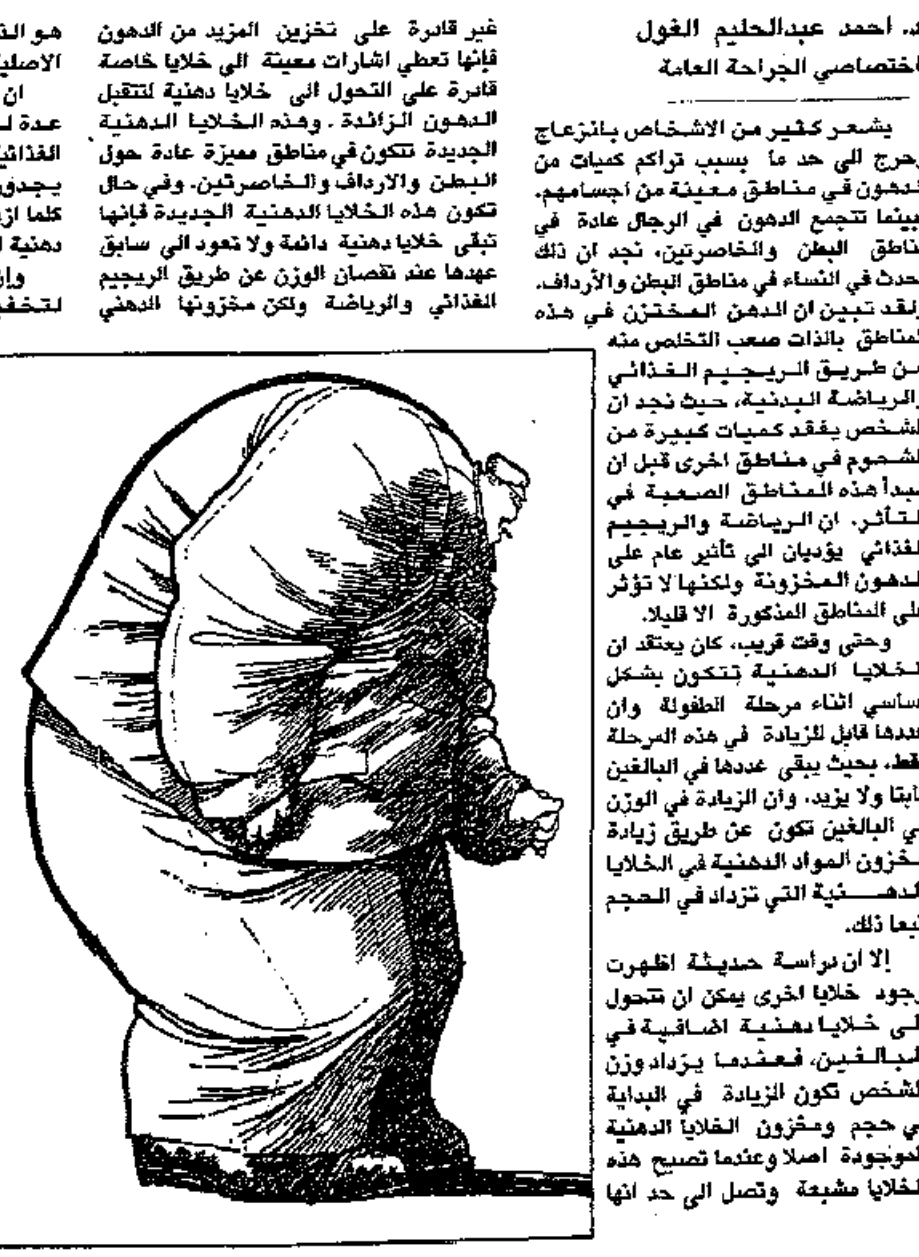 د. احمد عبدالحليم الغول
اختصاصي الجراحة العامة
يشعر كثير من الاشخاص بانزعاج
وحرج الى حد ما بسبب تراكم كميات من
الدهون في مناطق معينة من اجسامهم.
فبينما تتجمع الدهون في الرجال عادة في
مناطق البطن والخاصرتين، نجد ان ذلك
يحدث في النساء في مناطق البطن والأرداف.
ولقد تبين ان الدهن المختزن في هذه
المناطق بالذات صعب التخلص منه
عن طريق الريجيم الغذائي
والرياضة البدنية، حيث نجد ان
الشخص يفقد كميات كبيرة من
الشحوم في مناطق اخرى قبل ان
تبدأ هذه المناطق الصعبة في
التأثر. ان الرياضة والريجيم
الغذائي يؤديان الى تأثير عام على
الدهون المخزونة ولكنها لا تؤثر
على المناطق المذكورة الا قليلا.
وحتى وقت قريب، كان يعتقد ان
الخلايا الدهنية تتكون بشكل
اساسي اثناء مرحلة الطفولة وان
عددها قابل للزيادة في هذه المرحلة
فقط، بحيث يبقى عددها في البالغين
ثابتا ولا يزيد، وان الزيادة في الوزن
في البالغين تكون عن طريق زيادة
مخزون المواد الدهنية في الخلايا
الدهنية التي تزداد في الحجم
تبعا ذلك.
إلا ان دراسة حديثة اظهرت
وجود خلايا اخرى يمكن ان تتحول
الى خلايا دهنية اضافية في
البالغين، فعندما يزداد وزن
الشخص تكون الزيادة في البداية
في حجم ومخزون الخلايا الدهنية
الموجودة اصلا وعندما تصبح هذه
الخلايا مشبعة وتصل الى حد انها
غير قادرة على تخزين المزيد من الدهون
فإنها تعطي اشارات معينة الى خلايا خاصة
قادرة على التحول الى خلايا دهنية لتتقبل
الدهون الزائدة . وهذه الخلايا الدهنية
الجديدة تتكون في مناطق مميزة عادة حول
البطن والارداف والخاصرتين. وفي حال
تكون هذه الخلايا الدهنية الجديدة فإنها
تبقى خلايا دهنية دائمة ولا تعود الى سابق
عهدها عند نقصان الوزن عن طريق الريجيم
الغذائي والرياضة ولكن مخزونها الدهني
هو
الاصلية
ان
عدة
الغذائية
يجدون
كلما
دهنية
وإن